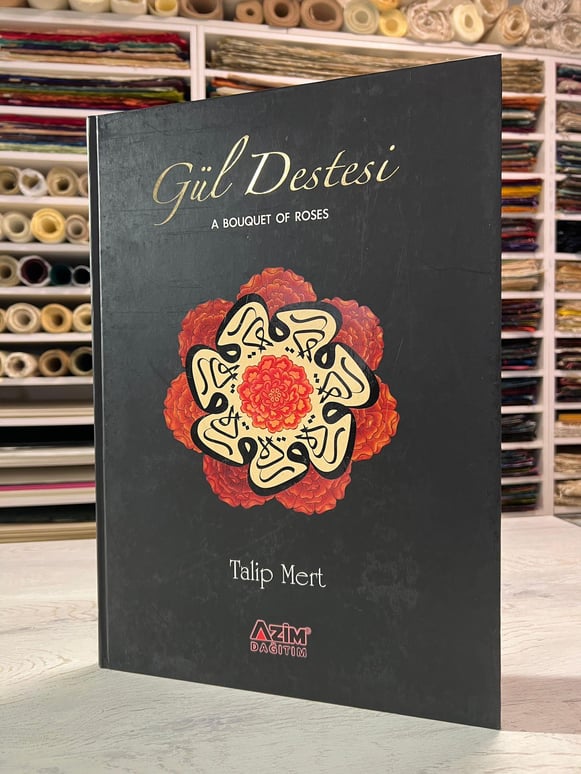 Gül Destesi
A BOUQUET OF ROSES
Talip Mert
AZİM®
DAĞITIM